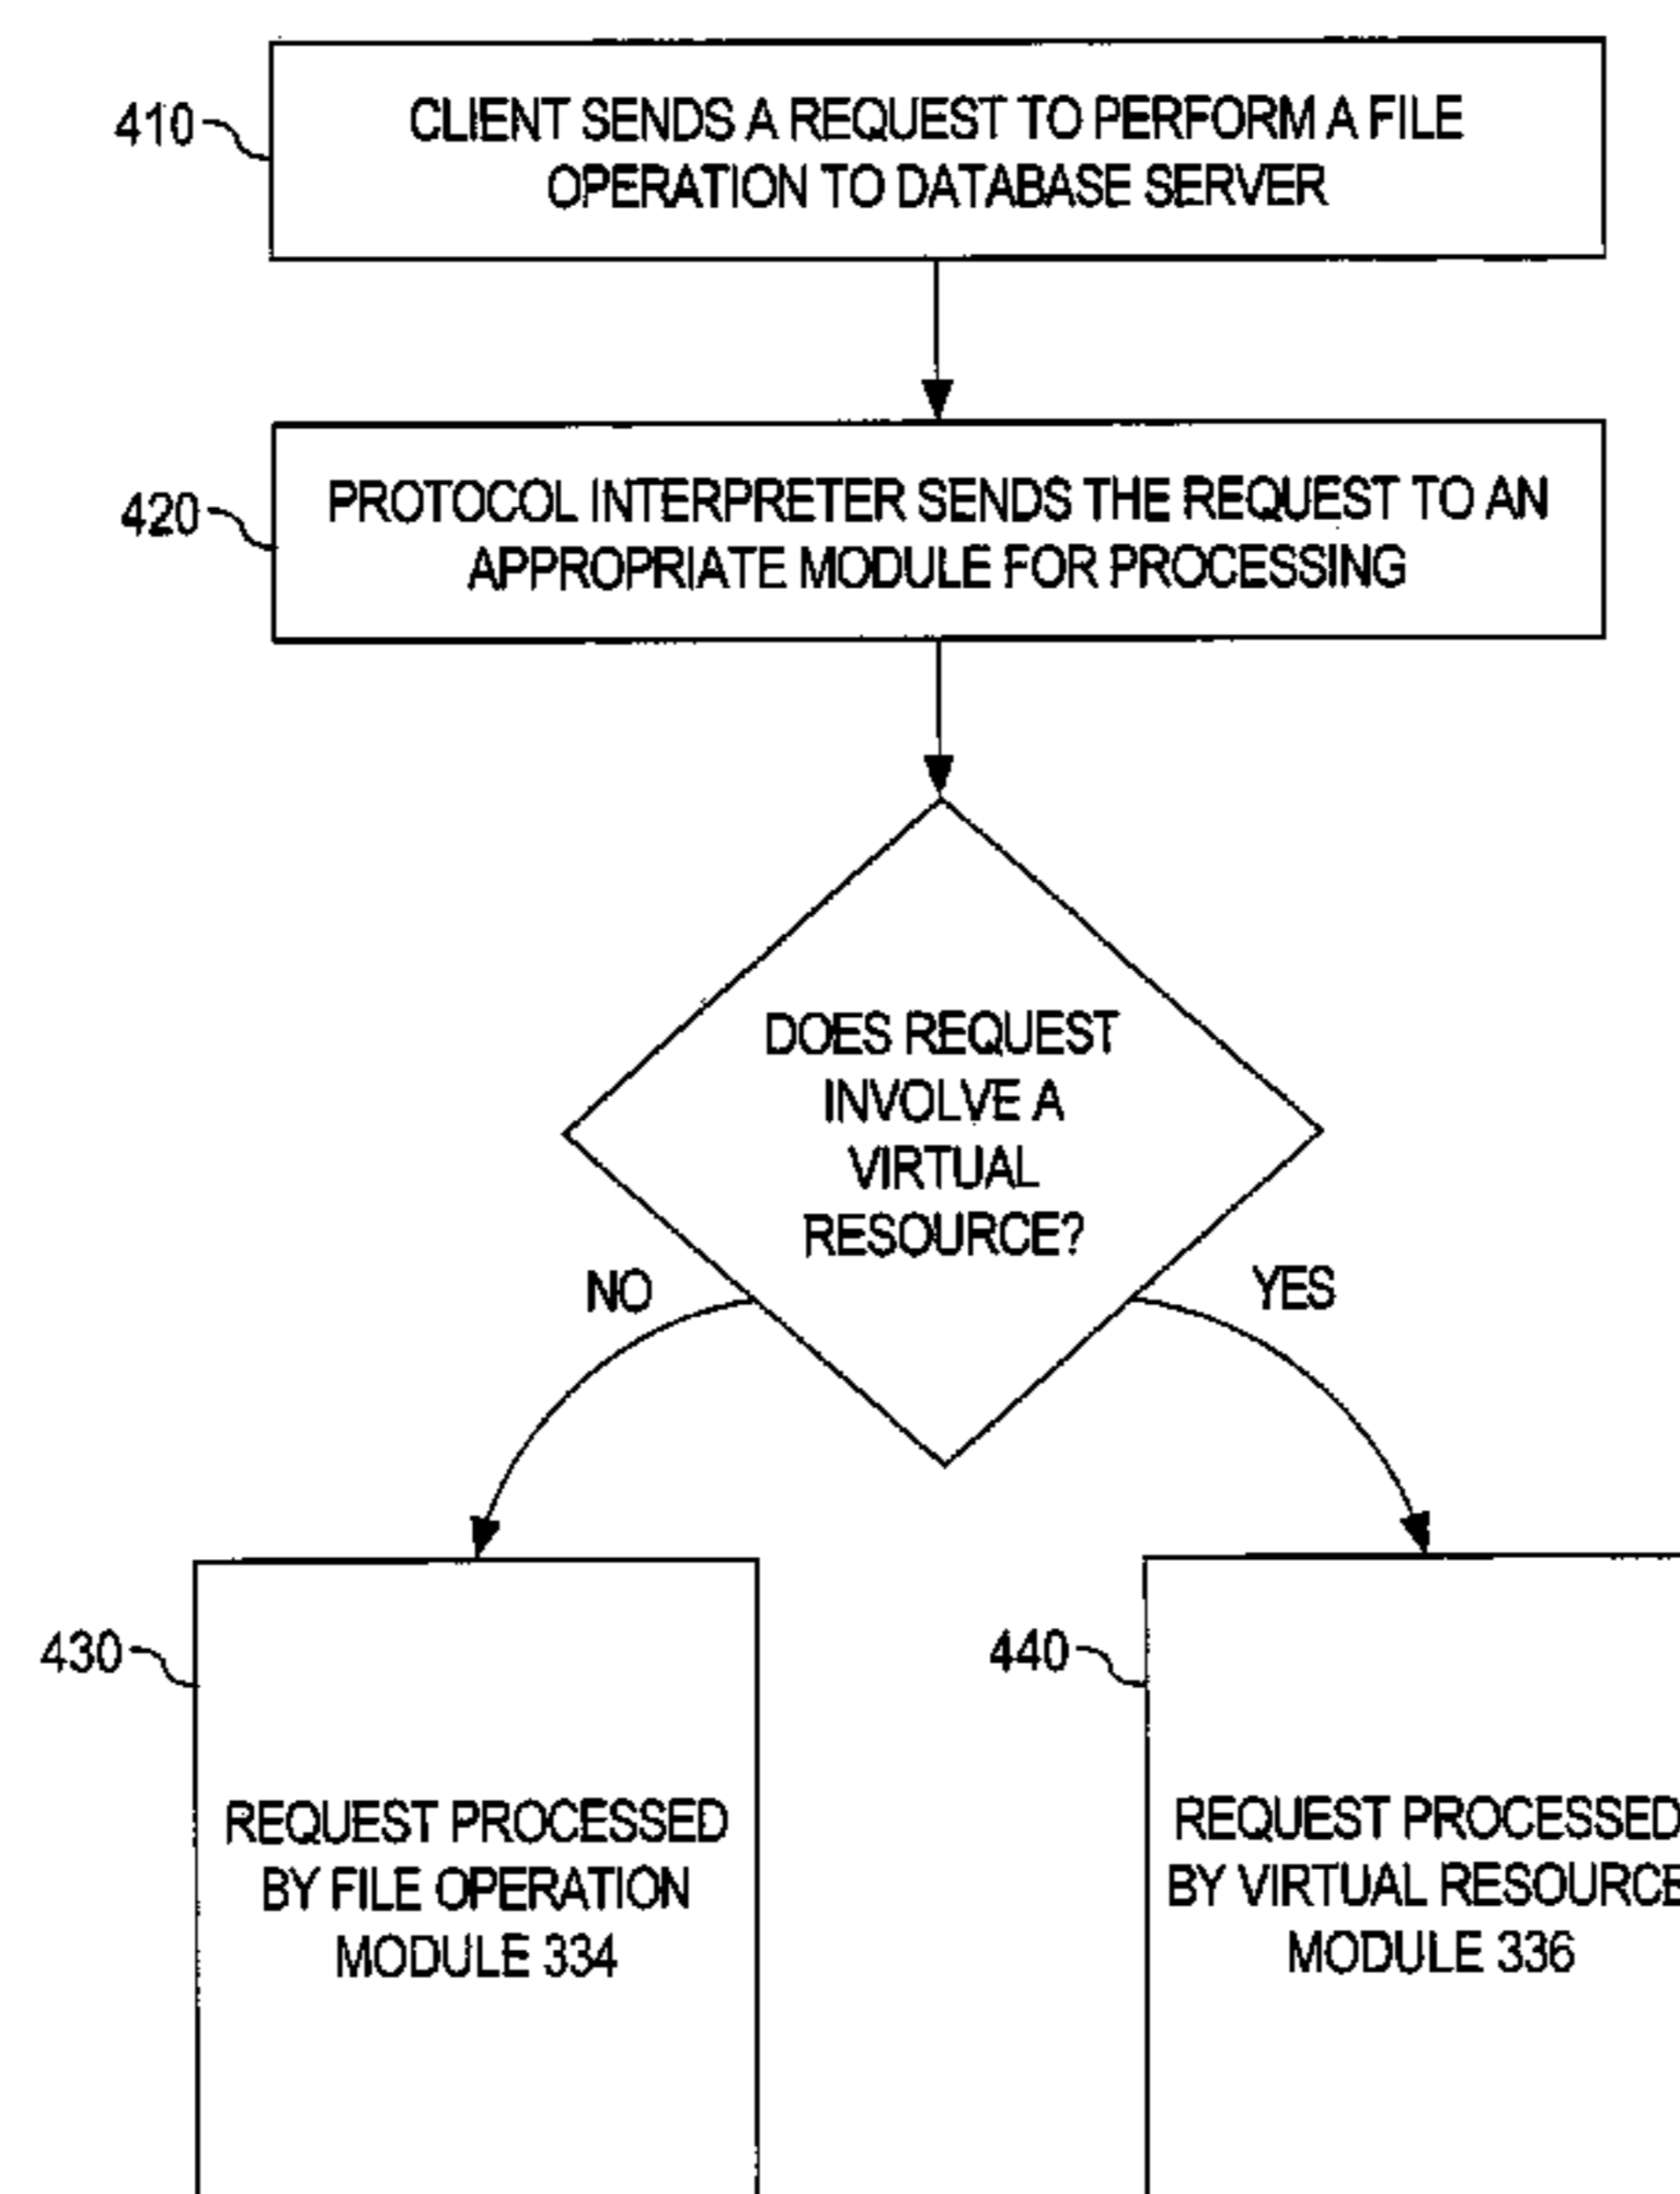 410
CLIENT SENDS A REQUEST TO PERFORM A FILE
OPERATION TO DATABASE SERVER
420
PROTOCOL INTERPRETER SENDS THE REQUEST TO AN
APPROPRIATE MODULE FOR PROCESSING
DOES REQUEST
INVOLVE A
VIRTUAL
RESOURCE?
NO
YES
430
REQUEST PROCESSED
BY FILE OPERATION
MODULE 334
440
REQUEST PROCESSED
BY VIRTUAL RESOURCE
MODULE 336